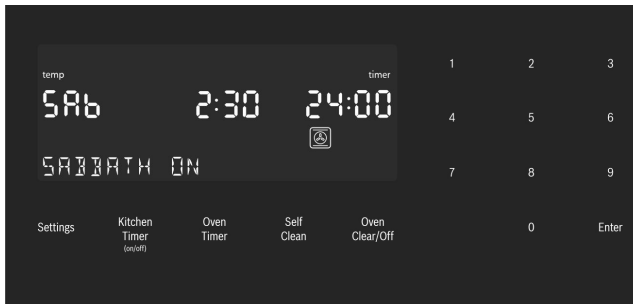 temp timer
SAb 2:30 24:00
SABBATH ON
Settings
Kitchen
Timer
(on/off)
Oven
Timer
Self
Clean
Oven
Clear/Off
1 2 3
4 5 6
7 8 9
0 Enter